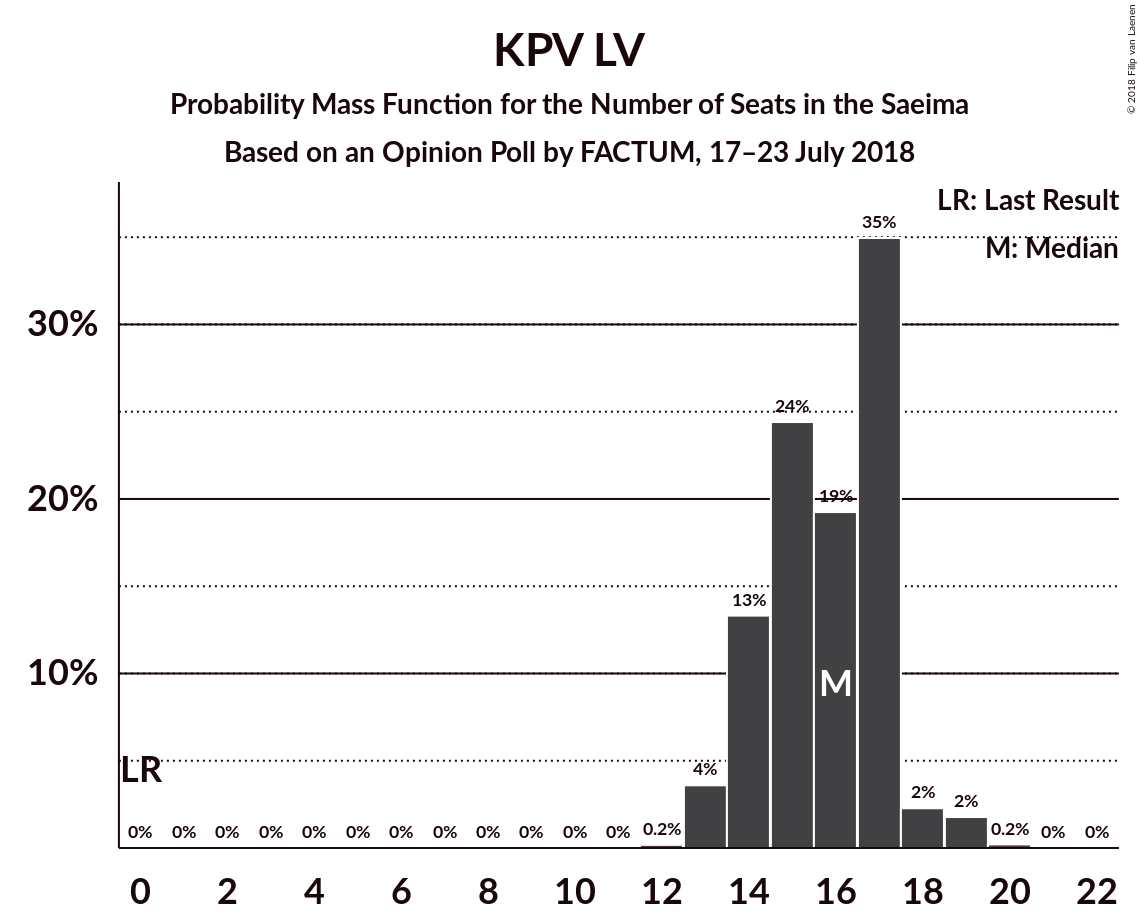 KPV LV
Probability Mass Function for the Number of Seats in the Saeima
Based on an Opinion Poll by FACTUM, 17–23 July 2018
© 2018 Filip van Laenen
LR: Last Result
M: Median
35%
30%
24%
20%
19%
13%
10%
M
LR
4%
2%
2%
0% 0% 0% 0% 0% 0% 0% 0% 0% 0% 0% 0% 0.2% 0.2% 0% 0%
0 2 4 6 8 10 12 14 16 18 20 22